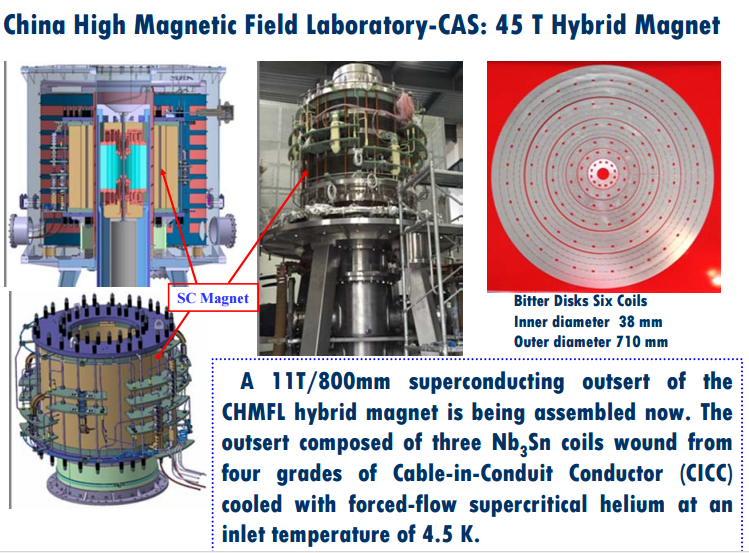 China High Magnetic Field Laboratory-CAS: 45 T Hybrid Magnet
SC Magnet
Bitter Disks Six Coils
Inner diameter 38 mm
Outer diameter 710 mm
A 11T/800mm superconducting outsert of the
CHMFL hybrid magnet is being assembled now. The
outsert composed of three Nb₃Sn coils wound from
four grades of Cable-in-Conduit Conductor (CICC)
cooled with forced-flow supercritical helium at an
inlet temperature of 4.5 K.